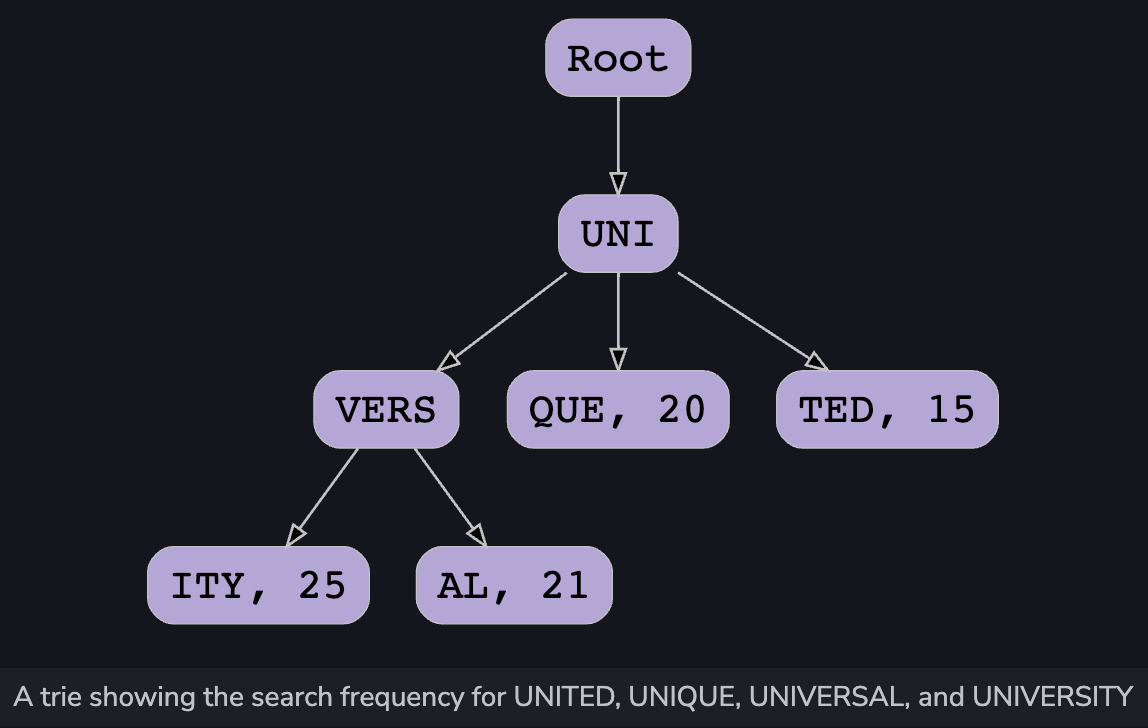 Root
UNI
VERS
QUE, 20
TED, 15
ITY, 25
AL, 21
A trie showing the search frequency for UNITED, UNIQUE, UNIVERSAL, and UNIVERSITY